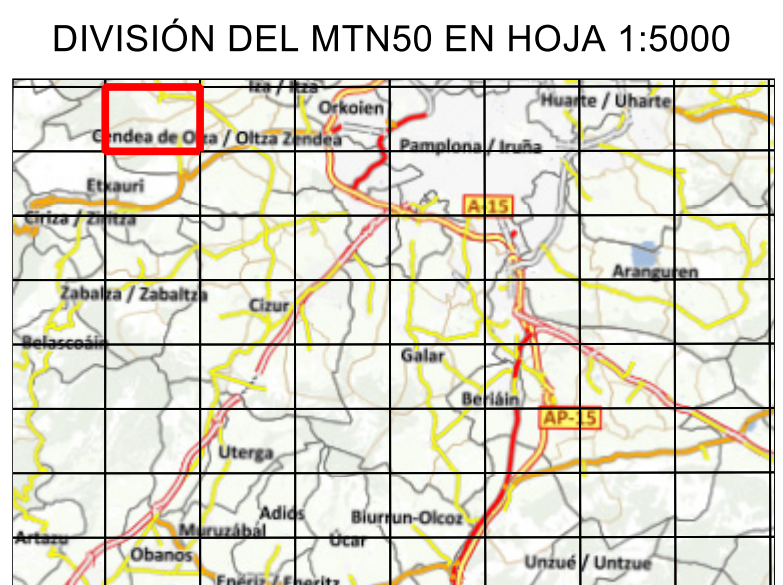 DIVISIÓN DEL MTN50 EN HOJA 1:5000
Iza / Itza
Orkoien
Huarte / Uharte
Cendea de Olza / Oltza Zendea
Pamplona / Iruña
Etxauri
A-15
Ciriza / Ziritza
Aranguren
Zabalza / Zabaltza
Cizur
Belascoáin
Galar
Beriáin
AP-15
Uterga
Adiós
Biurrun-Olcoz
Muruzábal
Artazu
Úcar
Obanos
Unzué / Untzue
Enériz / Eneritz